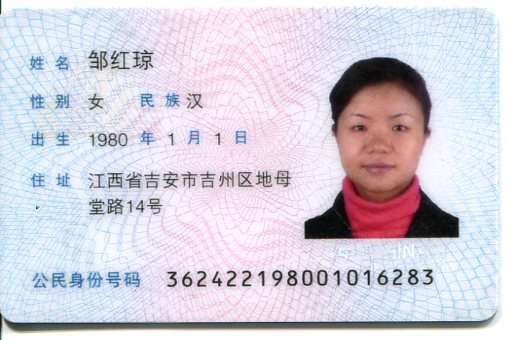 姓名 邹红琼
性别 女 民族 汉
出生 1980 年 1 月 1 日
住址 江西省吉安市吉州区地母
堂路14号
公民身份号码 362422198001016283